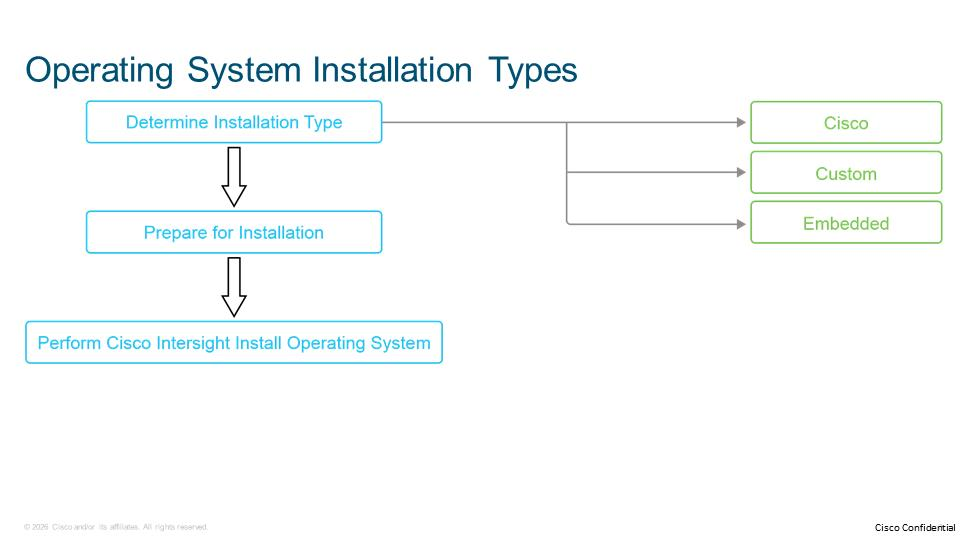 Operating System Installation Types
Determine Installation Type
Cisco
Custom
Prepare for Installation
Embedded
Perform Cisco Intersight Install Operating System
© 2026 Cisco and/or its affiliates. All rights reserved.
Cisco Confidential